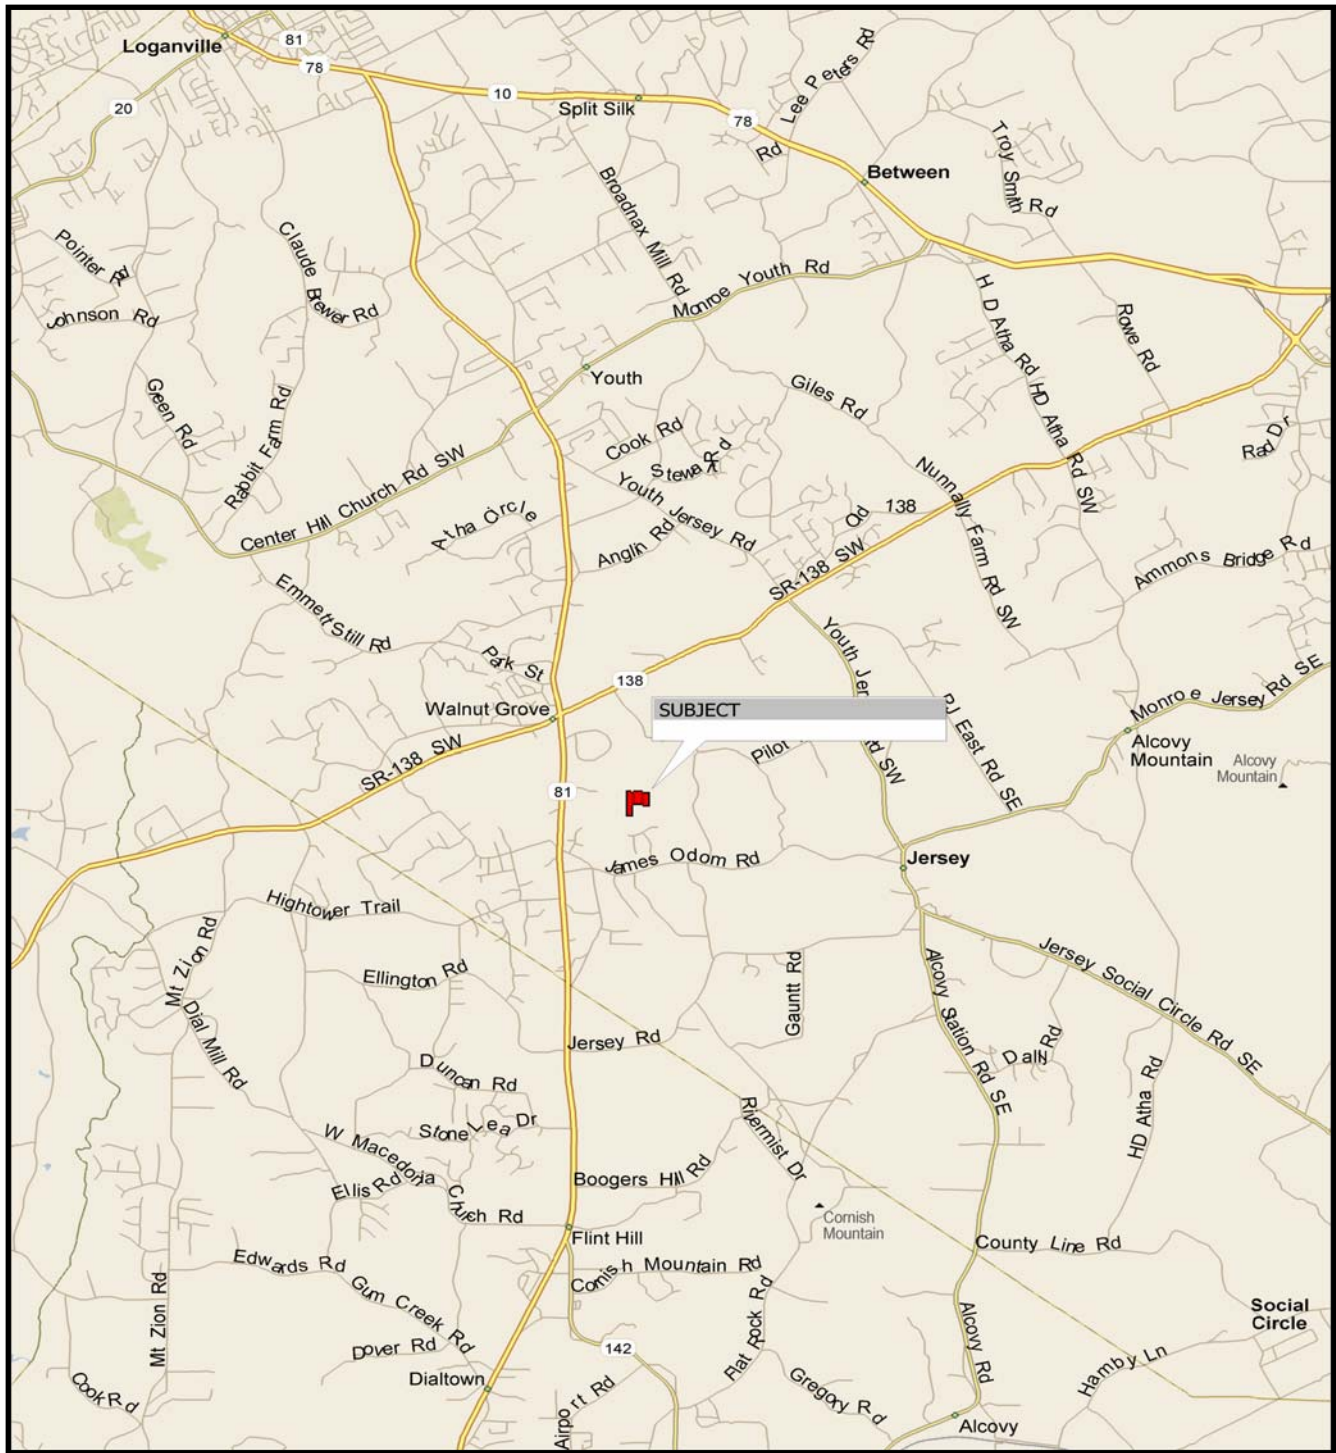 Loganville
81
78
20
10
Split Silk
78
Lee Peters Rd
Rd
Between
Troy Smith Rd
Broadnax Mill Rd
Pointer Rd
Claude Brewer Rd
Monroe Youth Rd
Johnson Rd
H D Atha Rd
Rowe Rd
Youth
Green Rd
Rabbit Farm Rd
Giles Rd
HD Atha Rd SW
Cook Rd
Rad Dr
Center Hill Church Rd SW
Youth Jersey Rd
Nunnally Farm Rd SW
Atha Circle
Anglin Rd
Old 138
SR-138 SW
Ammons Bridge Rd
Emmett Still Rd
Park St
138
Walnut Grove
SUBJECT
Youth Jer
Rd SW
PJ East Rd SE
Monroe Jersey Rd SE
Alcovy
Mountain
Alcovy
Mountain
Pilot
SR-138 SW
81
James Odom Rd
Jersey
Hightower Trail
Mt Zion Rd
Ellington Rd
Gauntt Rd
Alcovy Station Rd SE
Jersey Social Circle Rd SE
Dial Mill Rd
Jersey Rd
Dally Rd
HD Atha Rd
Duncan Rd
Stone Lea Dr
Rivermist Dr
W Macedonia Church Rd
Ellis Rd
Boogers Hill Rd
Cornish
Mountain
Flint Hill
County Line Rd
Edwards Rd
Cornish Mountain Rd
Gum Creek Rd
Mt Zion Rd
Flat Rock Rd
Alcovy Rd
Social
Circle
Dover Rd
142
Hamby Ln
Cook Rd
Dialtown
Airport Rd
Gregory Rd
Alcovy